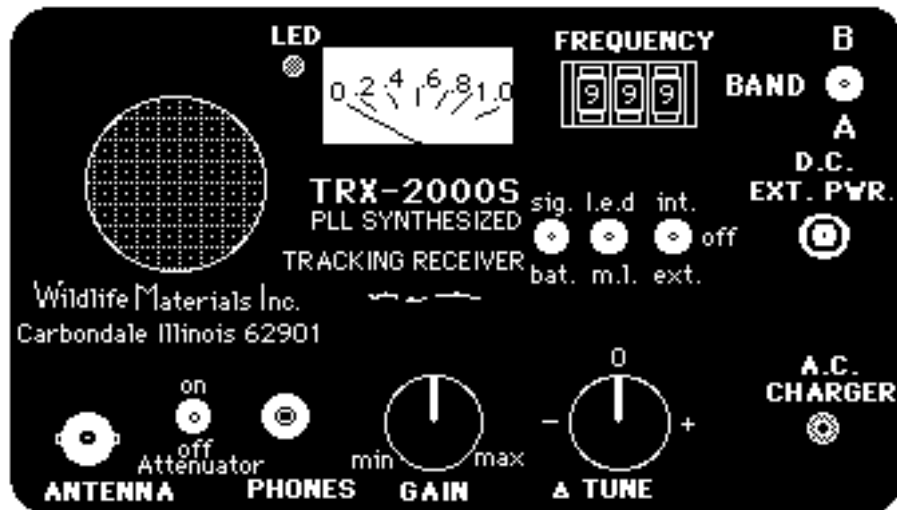 LED
0 .2 .4 .6 .8 1.0
FREQUENCY
9 9 9
B
BAND
A
D.C.
EXT. PWR.
TRX-2000S
PLL SYNTHESIZED
TRACKING RECEIVER
sig. l.e.d int.
off
bat. m.l. ext.
Wildlife Materials Inc.
Carbondale Illinois 62901
on
off
Attenuator
ANTENNA
PHONES
min max
GAIN
0
- +
Δ TUNE
A.C.
CHARGER